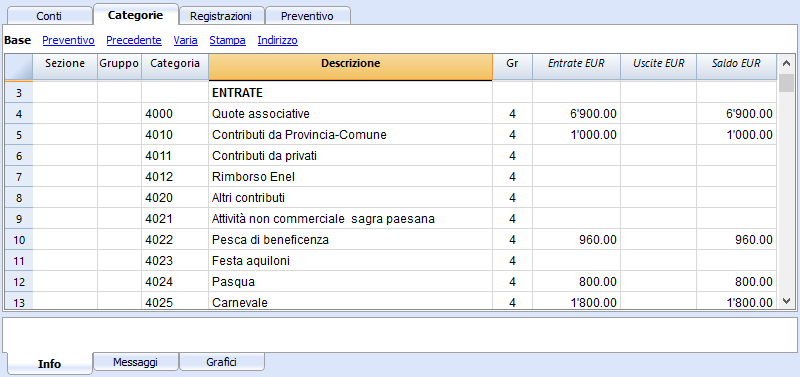 Conti Categorie Registrazioni Preventivo
Base Preventivo Precedente Varia Stampa Indirizzo
Sezione Gruppo Categoria Descrizione Gr Entrate EUR Uscite EUR Saldo EUR
3 ENTRATE
4 4000 Quote associative 4 6'900.00 6'900.00
5 4010 Contributi da Provincia-Comune 4 1'000.00 1'000.00
6 4011 Contributi da privati 4
7 4012 Rimborso Enel 4
8 4020 Altri contributi 4
9 4021 Attività non commerciale  sagra paesana 4
10 4022 Pesca di beneficenza 4 960.00 960.00
11 4023 Festa aquiloni 4
12 4024 Pasqua 4 800.00 800.00
13 4025 Carnevale 4 1'800.00 1'800.00
Info Messaggi Grafici